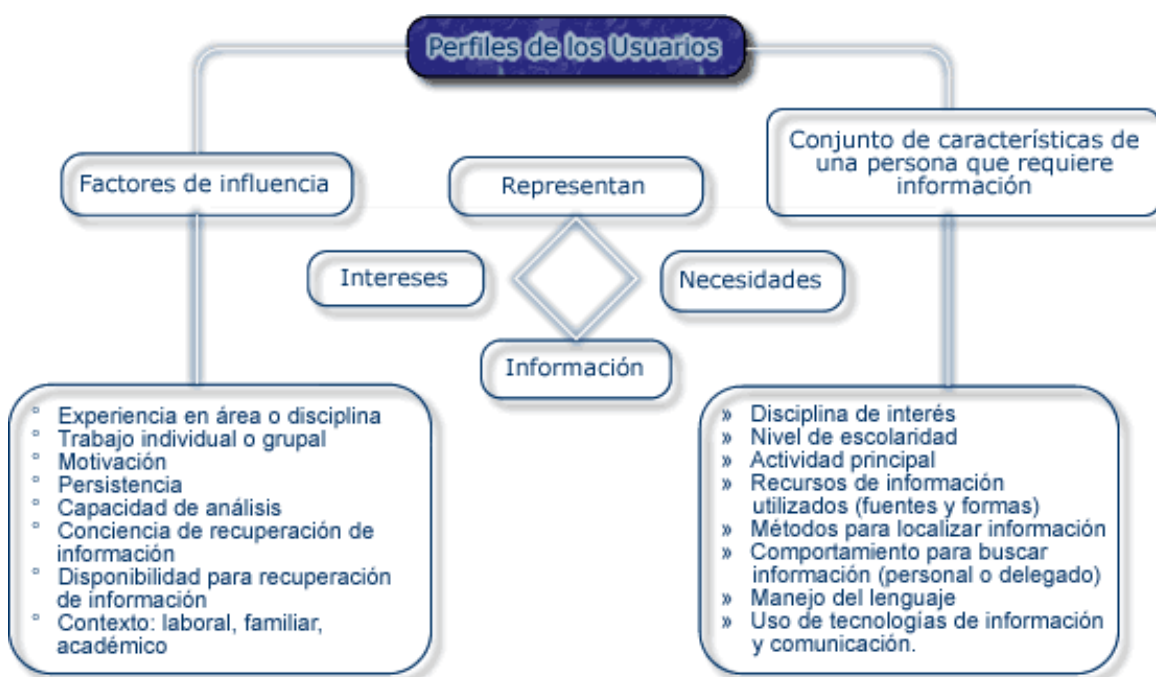 Perfiles de los Usuarios
Factores de influencia
Representan
Conjunto de características de
una persona que requiere
información
Intereses
Necesidades
Información
° Experiencia en área o disciplina
° Trabajo individual o grupal
° Motivación
° Persistencia
° Capacidad de análisis
° Conciencia de recuperación de
información
° Disponibilidad para recuperación
de información
° Contexto: laboral, familiar,
académico
» Disciplina de interés
» Nivel de escolaridad
» Actividad principal
» Recursos de información
utilizados (fuentes y formas)
» Métodos para localizar información
» Comportamiento para buscar
información (personal o delegado)
» Manejo del lenguaje
» Uso de tecnologías de información
y comunicación.